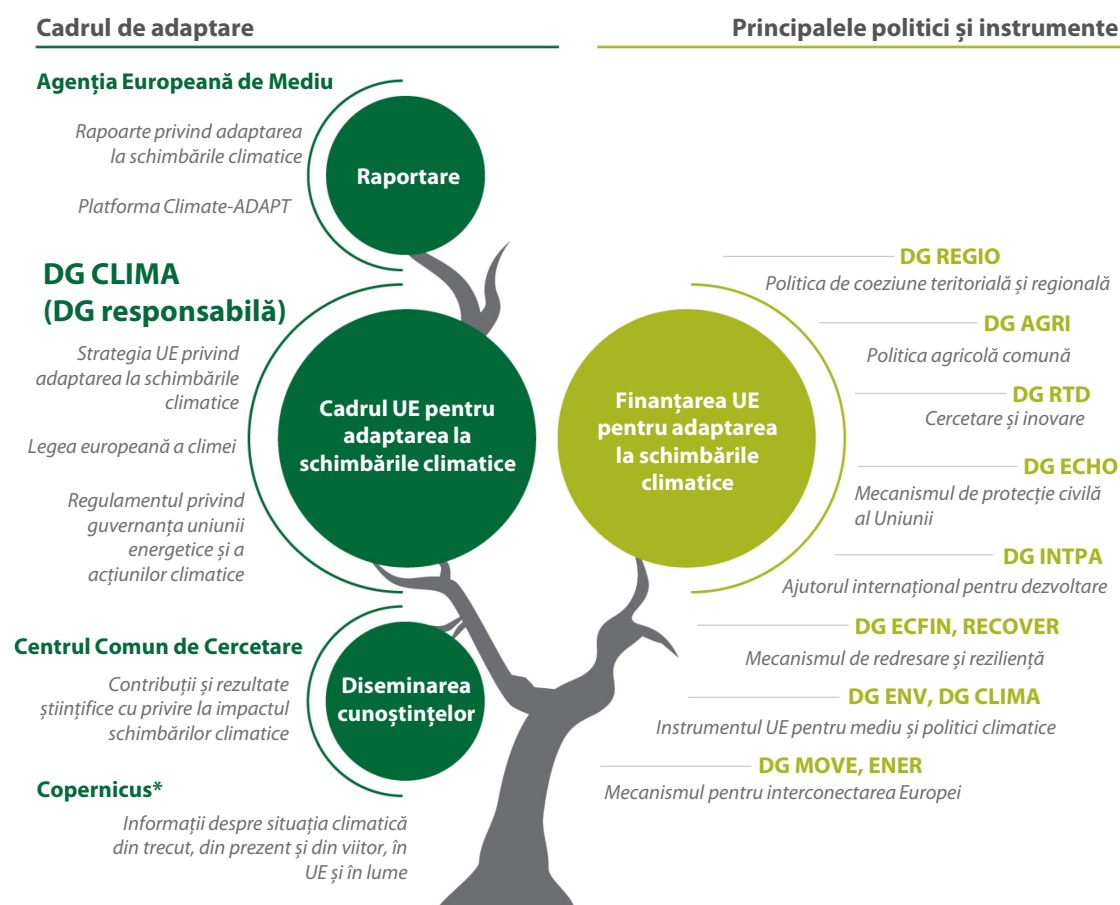 Cadrul de adaptare
Agenția Europeană de Mediu
Rapoarte privind adaptarea
la schimbările climatice
Platforma Climate-ADAPT
Raportare
DG CLIMA
(DG responsabilă)
Strategia UE privind
adaptarea la schimbările
climatice
Legea europeană a climei
Regulamentul privind
guvernanța uniunii
energetice și a
acțiunilor climatice
Cadrul UE pentru
adaptarea la
schimbările climatice
Centrul Comun de Cercetare
Contribuții și rezultate
științifice cu privire la impactul
schimbărilor climatice
Diseminarea
cunoștințelor
Copernicus*
Informații despre situația climatică
din trecut, din prezent și din viitor, în
UE și în lume
Principalele politici și instrumente
Finanțarea UE
pentru adaptarea
la schimbările
climatice
DG REGIO
Politica de coeziune teritorială și regională
DG AGRI
Politica agricolă comună
DG RTD
Cercetare și inovare
DG ECHO
Mecanismul de protecție civilă
al Uniunii
DG INTPA
Ajutorul internațional pentru dezvoltare
DG ECFIN, RECOVER
Mecanismul de redresare și reziliență
DG ENV, DG CLIMA
Instrumentul UE pentru mediu și politici climatice
DG MOVE, ENER
Mecanismul pentru interconectarea Europei